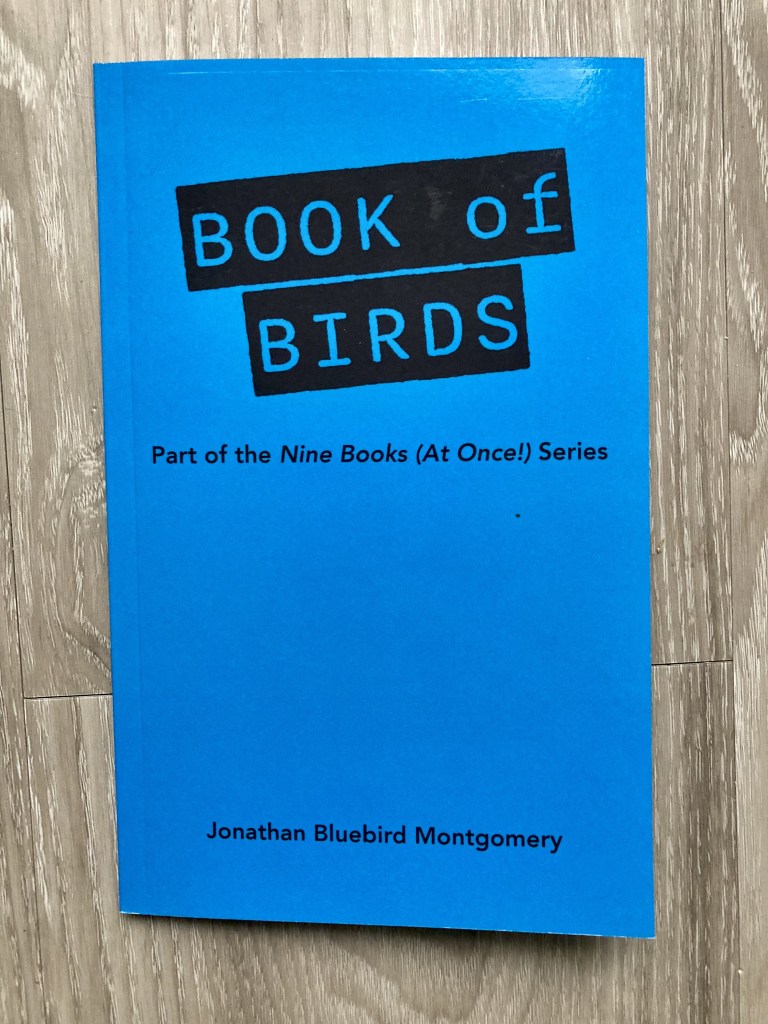 BOOK of
BIRDS
Part of the Nine Books (At Once!) Series
Jonathan Bluebird Montgomery